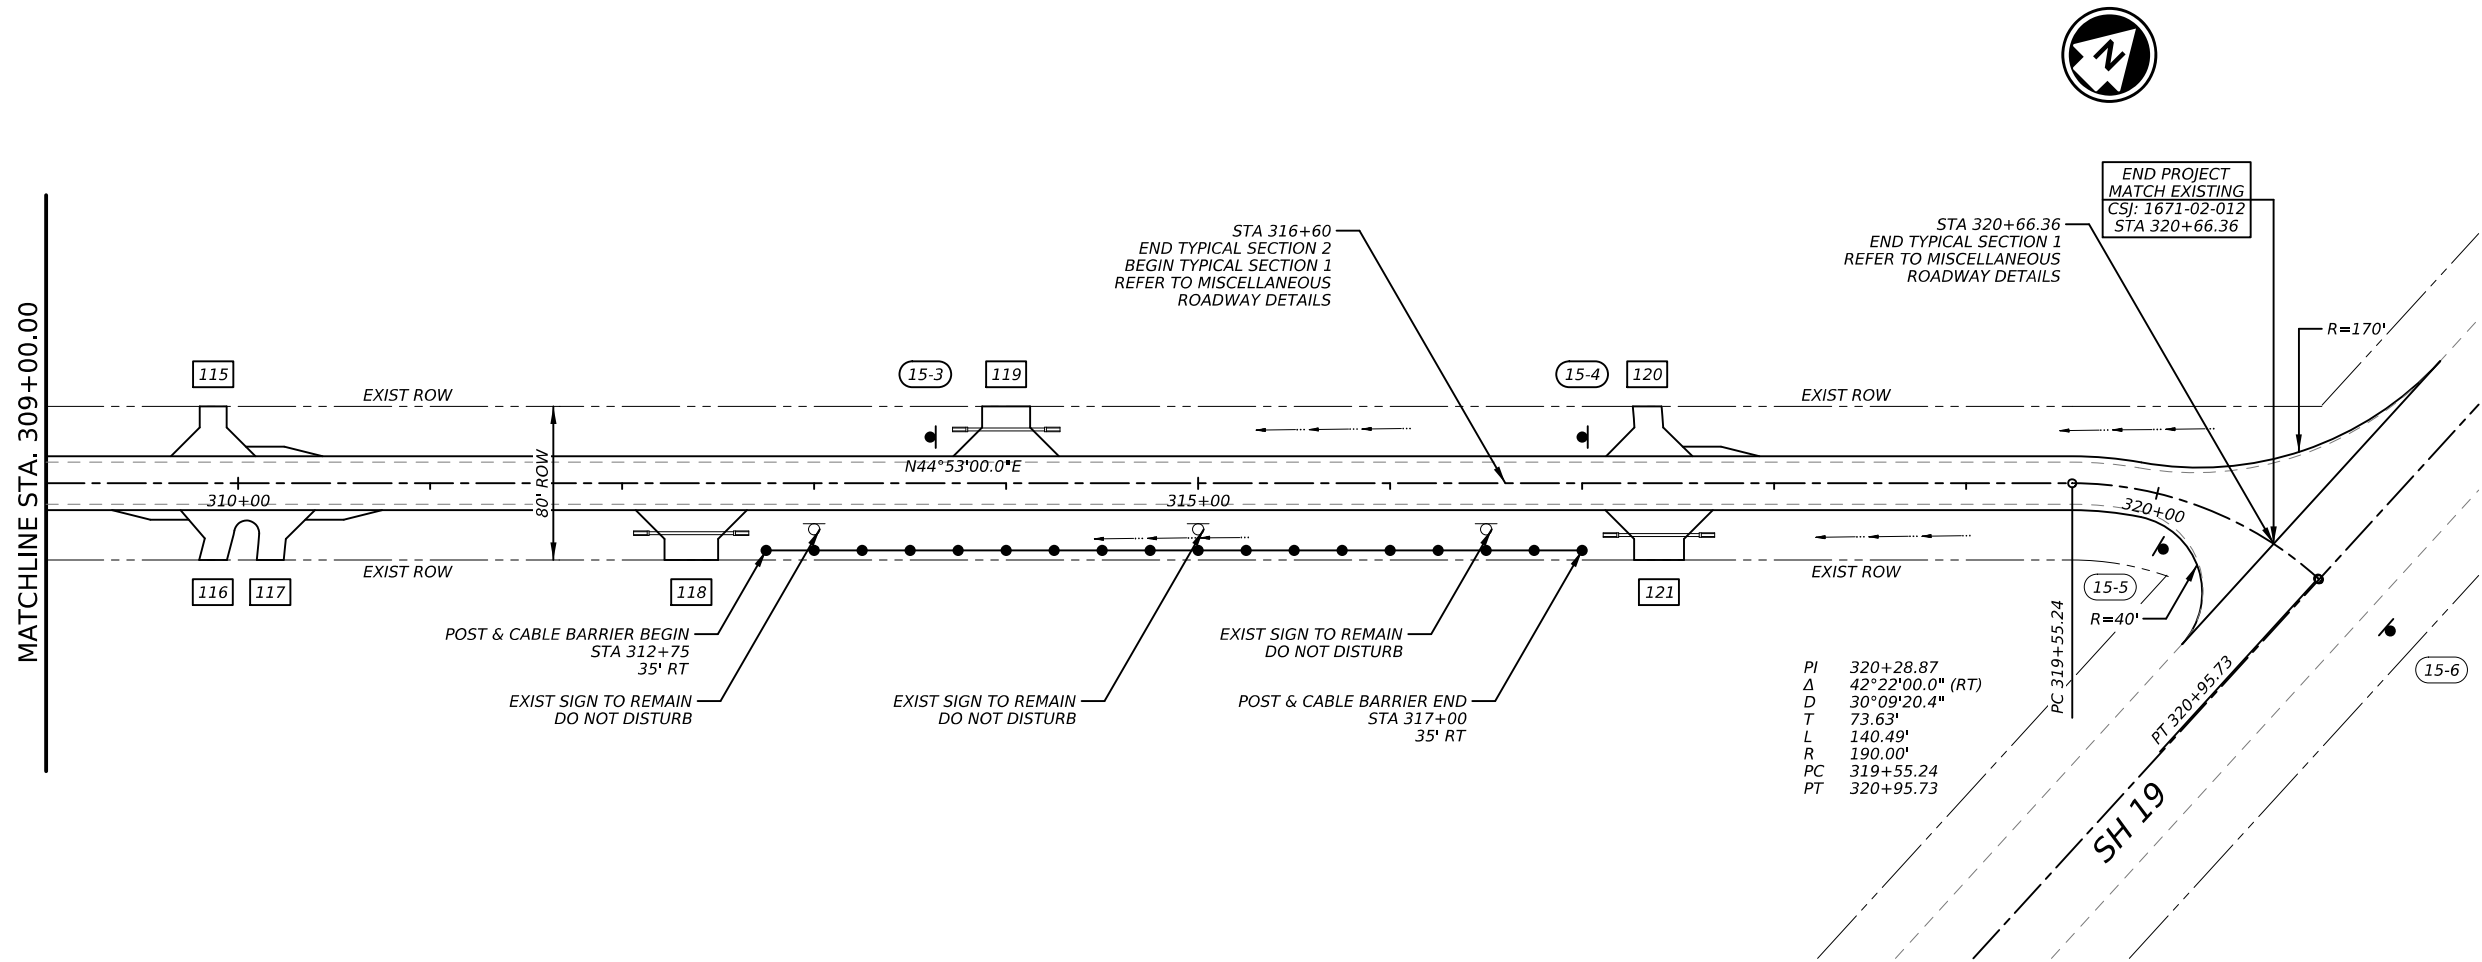 N
END PROJECT
MATCH EXISTING
CSJ: 1671-02-012
STA 320+66.36
STA 316+60
END TYPICAL SECTION 2
BEGIN TYPICAL SECTION 1
REFER TO MISCELLANEOUS
ROADWAY DETAILS
STA 320+66.36
END TYPICAL SECTION 1
REFER TO MISCELLANEOUS
ROADWAY DETAILS
R=170'
MATCHLINE STA. 309+00.00
115
15-3
119
15-4
120
EXIST ROW
EXIST ROW
80' ROW
N44°53'00.0"E
310+00
315+00
320+00
EXIST ROW
EXIST ROW
116
117
118
121
15-5
R=40'
PC 319+55.24
PT 320+95.73
15-6
POST & CABLE BARRIER BEGIN
STA 312+75
35' RT
EXIST SIGN TO REMAIN
DO NOT DISTURB
EXIST SIGN TO REMAIN
DO NOT DISTURB
EXIST SIGN TO REMAIN
DO NOT DISTURB
POST & CABLE BARRIER END
STA 317+00
35' RT
PI 320+28.87
Δ 42°22'00.0" (RT)
D 30°09'20.4"
T 73.63'
L 140.49'
R 190.00'
PC 319+55.24
PT 320+95.73
SH 19